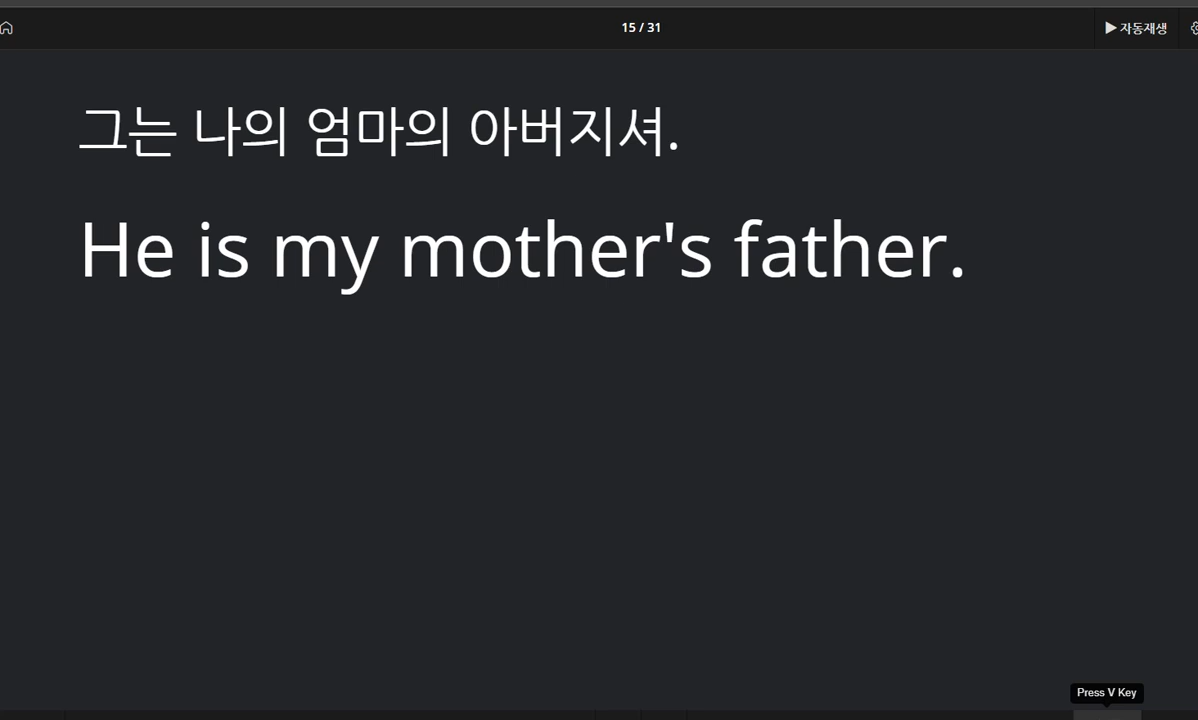 15 / 31
▶ 자동재생
그는 나의 엄마의 아버지셔.
He is my mother's father.
Press V Key